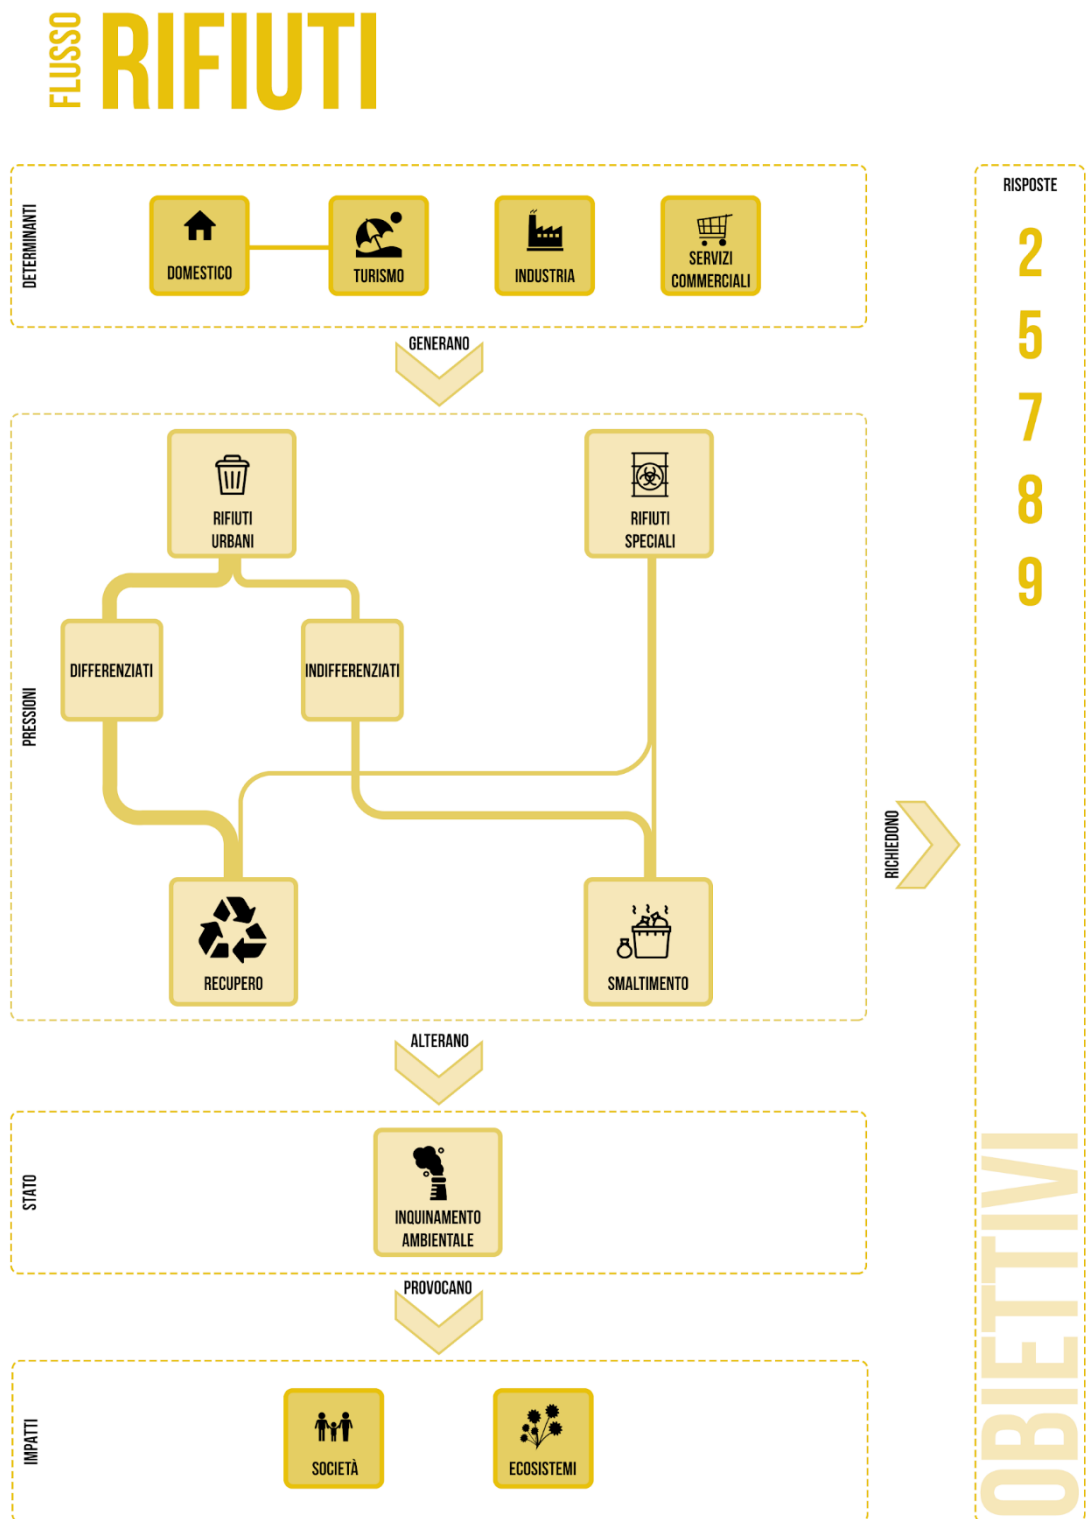 FLUSSO
RIFIUTI
DETERMINANTI
DOMESTICO
TURISMO
INDUSTRIA
SERVIZI
COMMERCIALI
GENERANO
PRESSIONI
RIFIUTI
URBANI
RIFIUTI
SPECIALI
DIFFERENZIATI
INDIFFERENZIATI
RECUPERO
SMALTIMENTO
ALTERANO
STATO
INQUINAMENTO
AMBIENTALE
PROVOCANO
IMPATTI
SOCIETÀ
ECOSISTEMI
RICHIEDONO
RISPOSTE
2
5
7
8
9
OBIETTIVI